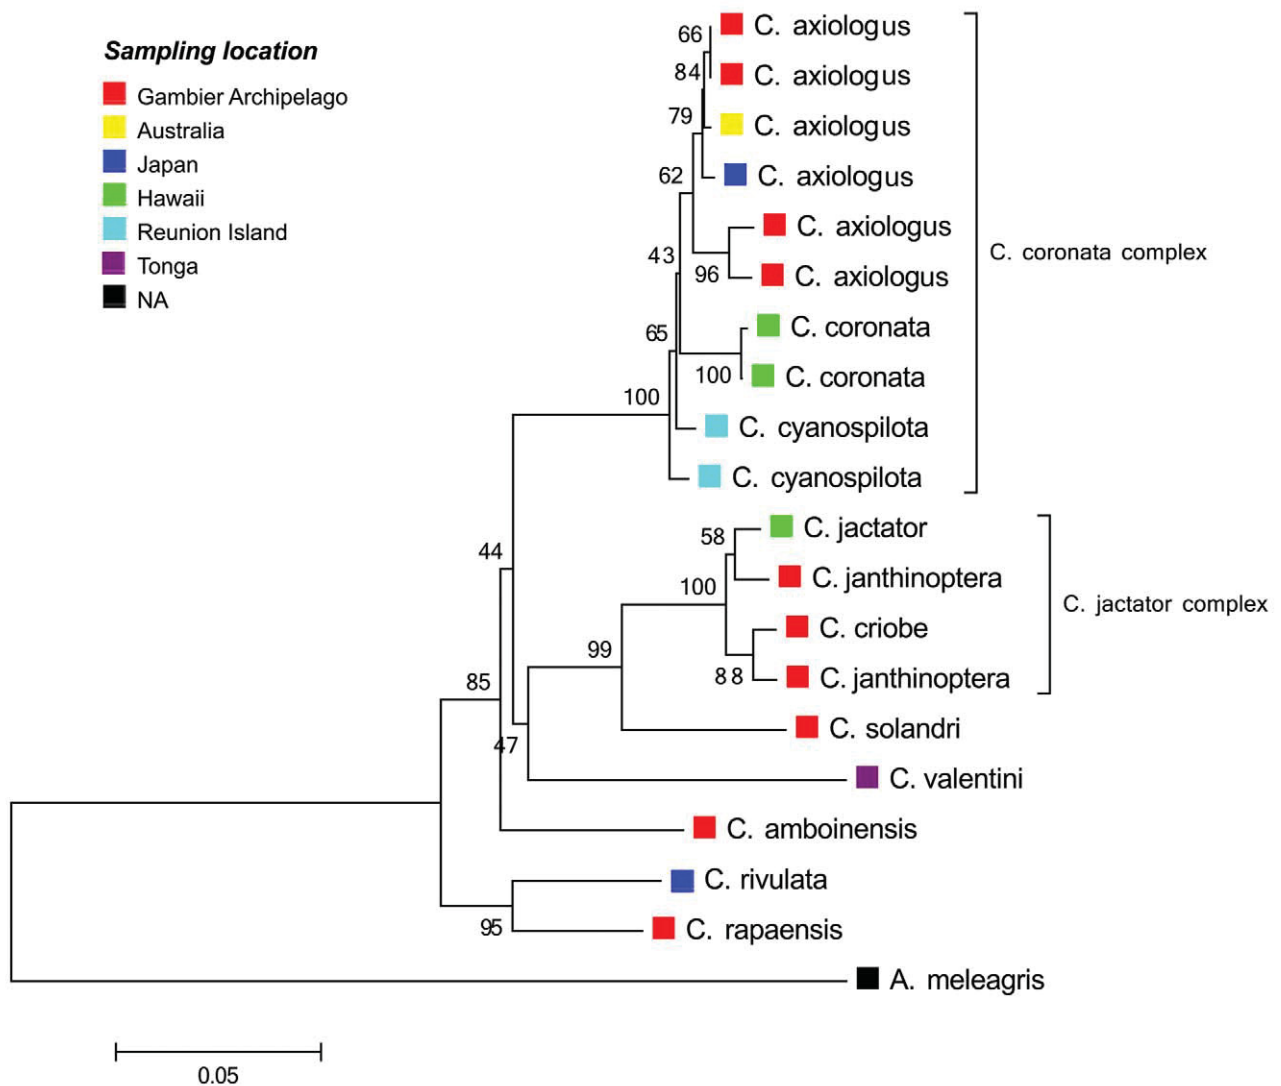 Sampling location
Gambier Archipelago
Australia
Japan
Hawaii
Reunion Island
Tonga
NA
66
C. axiologus
84
C. axiologus
79
C. axiologus
62
C. axiologus
43
C. axiologus
96
C. axiologus
C. coronata complex
65
C. coronata
100
C. coronata
100
C. cyanospilota
C. cyanospilota
44
58
C. jactator
100
C. janthinoptera
C. jactator complex
99
C. criobe
88
C. janthinoptera
85
47
C. solandri
C. valentini
C. amboinensis
C. rivulata
95
C. rapaensis
A. meleagris
0.05